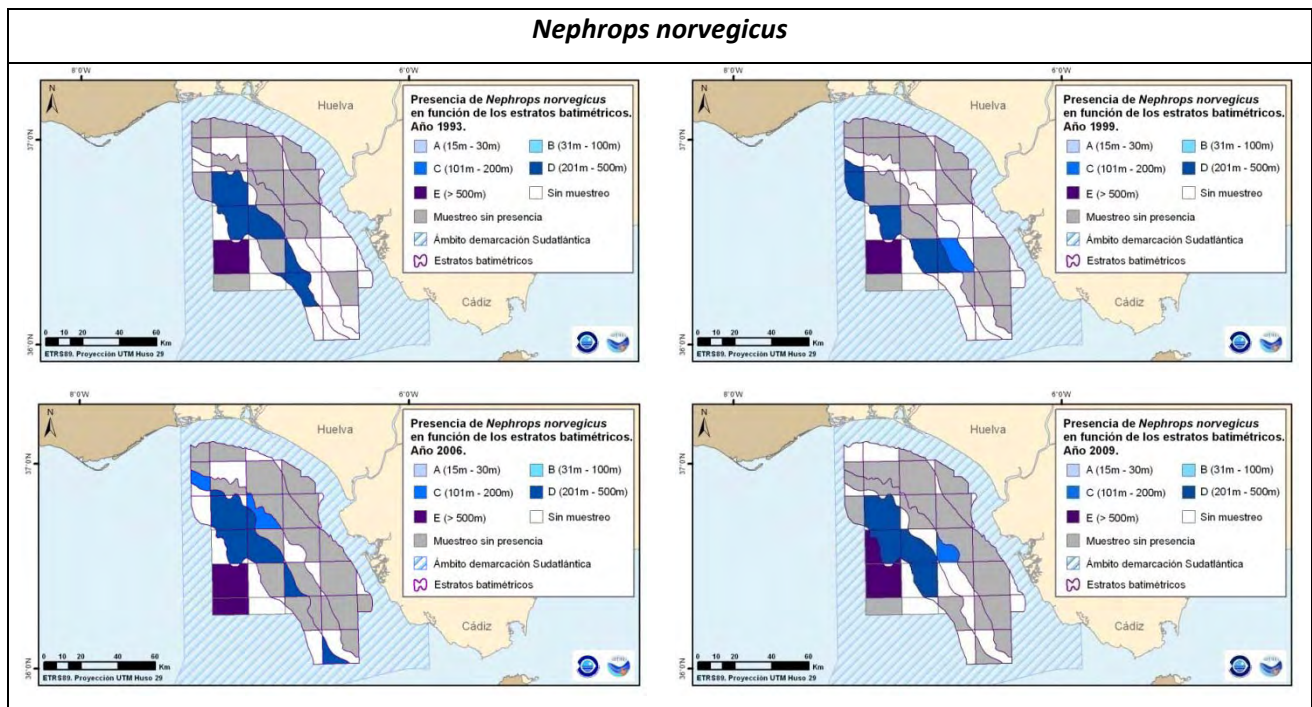 Nephrops norvegicus
8°0'W
6°0'W
N
Huelva
37°0'N
36°0'N
Cádiz
Presencia de Nephrops norvegicus
en función de los estratos batimétricos.
Año 1993.
A (15m - 30m) B (31m - 100m)
C (101m - 200m) D (201m - 500m)
E (> 500m) Sin muestreo
Muestreo sin presencia
Ámbito demarcación Sudatlántica
Estratos batimétricos
0 10 20 40 60
Km
ETRS89. Proyección UTM Huso 29
8°0'W
6°0'W
N
Huelva
37°0'N
36°0'N
Cádiz
Presencia de Nephrops norvegicus
en función de los estratos batimétricos.
Año 1999.
A (15m - 30m) B (31m - 100m)
C (101m - 200m) D (201m - 500m)
E (> 500m) Sin muestreo
Muestreo sin presencia
Ámbito demarcación Sudatlántica
Estratos batimétricos
0 10 20 40 60
Km
ETRS89. Proyección UTM Huso 29
8°0'W
6°0'W
N
Huelva
37°0'N
36°0'N
Cádiz
Presencia de Nephrops norvegicus
en función de los estratos batimétricos.
Año 2006.
A (15m - 30m) B (31m - 100m)
C (101m - 200m) D (201m - 500m)
E (> 500m) Sin muestreo
Muestreo sin presencia
Ámbito demarcación Sudatlántica
Estratos batimétricos
0 10 20 40 60
Km
ETRS89. Proyección UTM Huso 29
8°0'W
6°0'W
N
Huelva
37°0'N
36°0'N
Cádiz
Presencia de Nephrops norvegicus
en función de los estratos batimétricos.
Año 2009.
A (15m - 30m) B (31m - 100m)
C (101m - 200m) D (201m - 500m)
E (> 500m) Sin muestreo
Muestreo sin presencia
Ámbito demarcación Sudatlántica
Estratos batimétricos
0 10 20 40 60
Km
ETRS89. Proyección UTM Huso 29